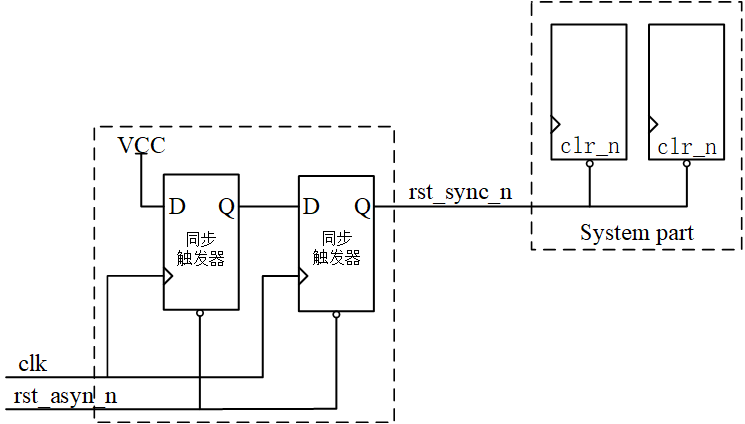 clr_n
clr_n
System part
VCC
D
Q
同步
触发器
D
Q
同步
触发器
rst_sync_n
clk
rst_asyn_n